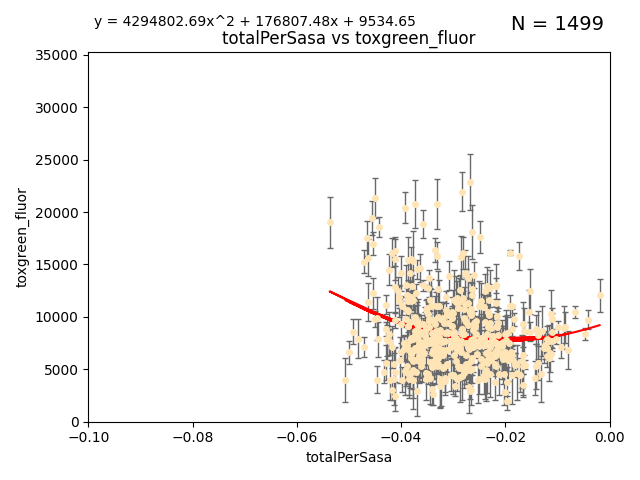 y = 4294802.69x^2 + 176807.48x + 9534.65
N = 1499
totalPerSasa vs toxgreen_fluor
35000
30000
25000
20000
15000
10000
5000
0
toxgreen_fluor
−0.10
−0.08
−0.06
−0.04
−0.02
0.00
totalPerSasa